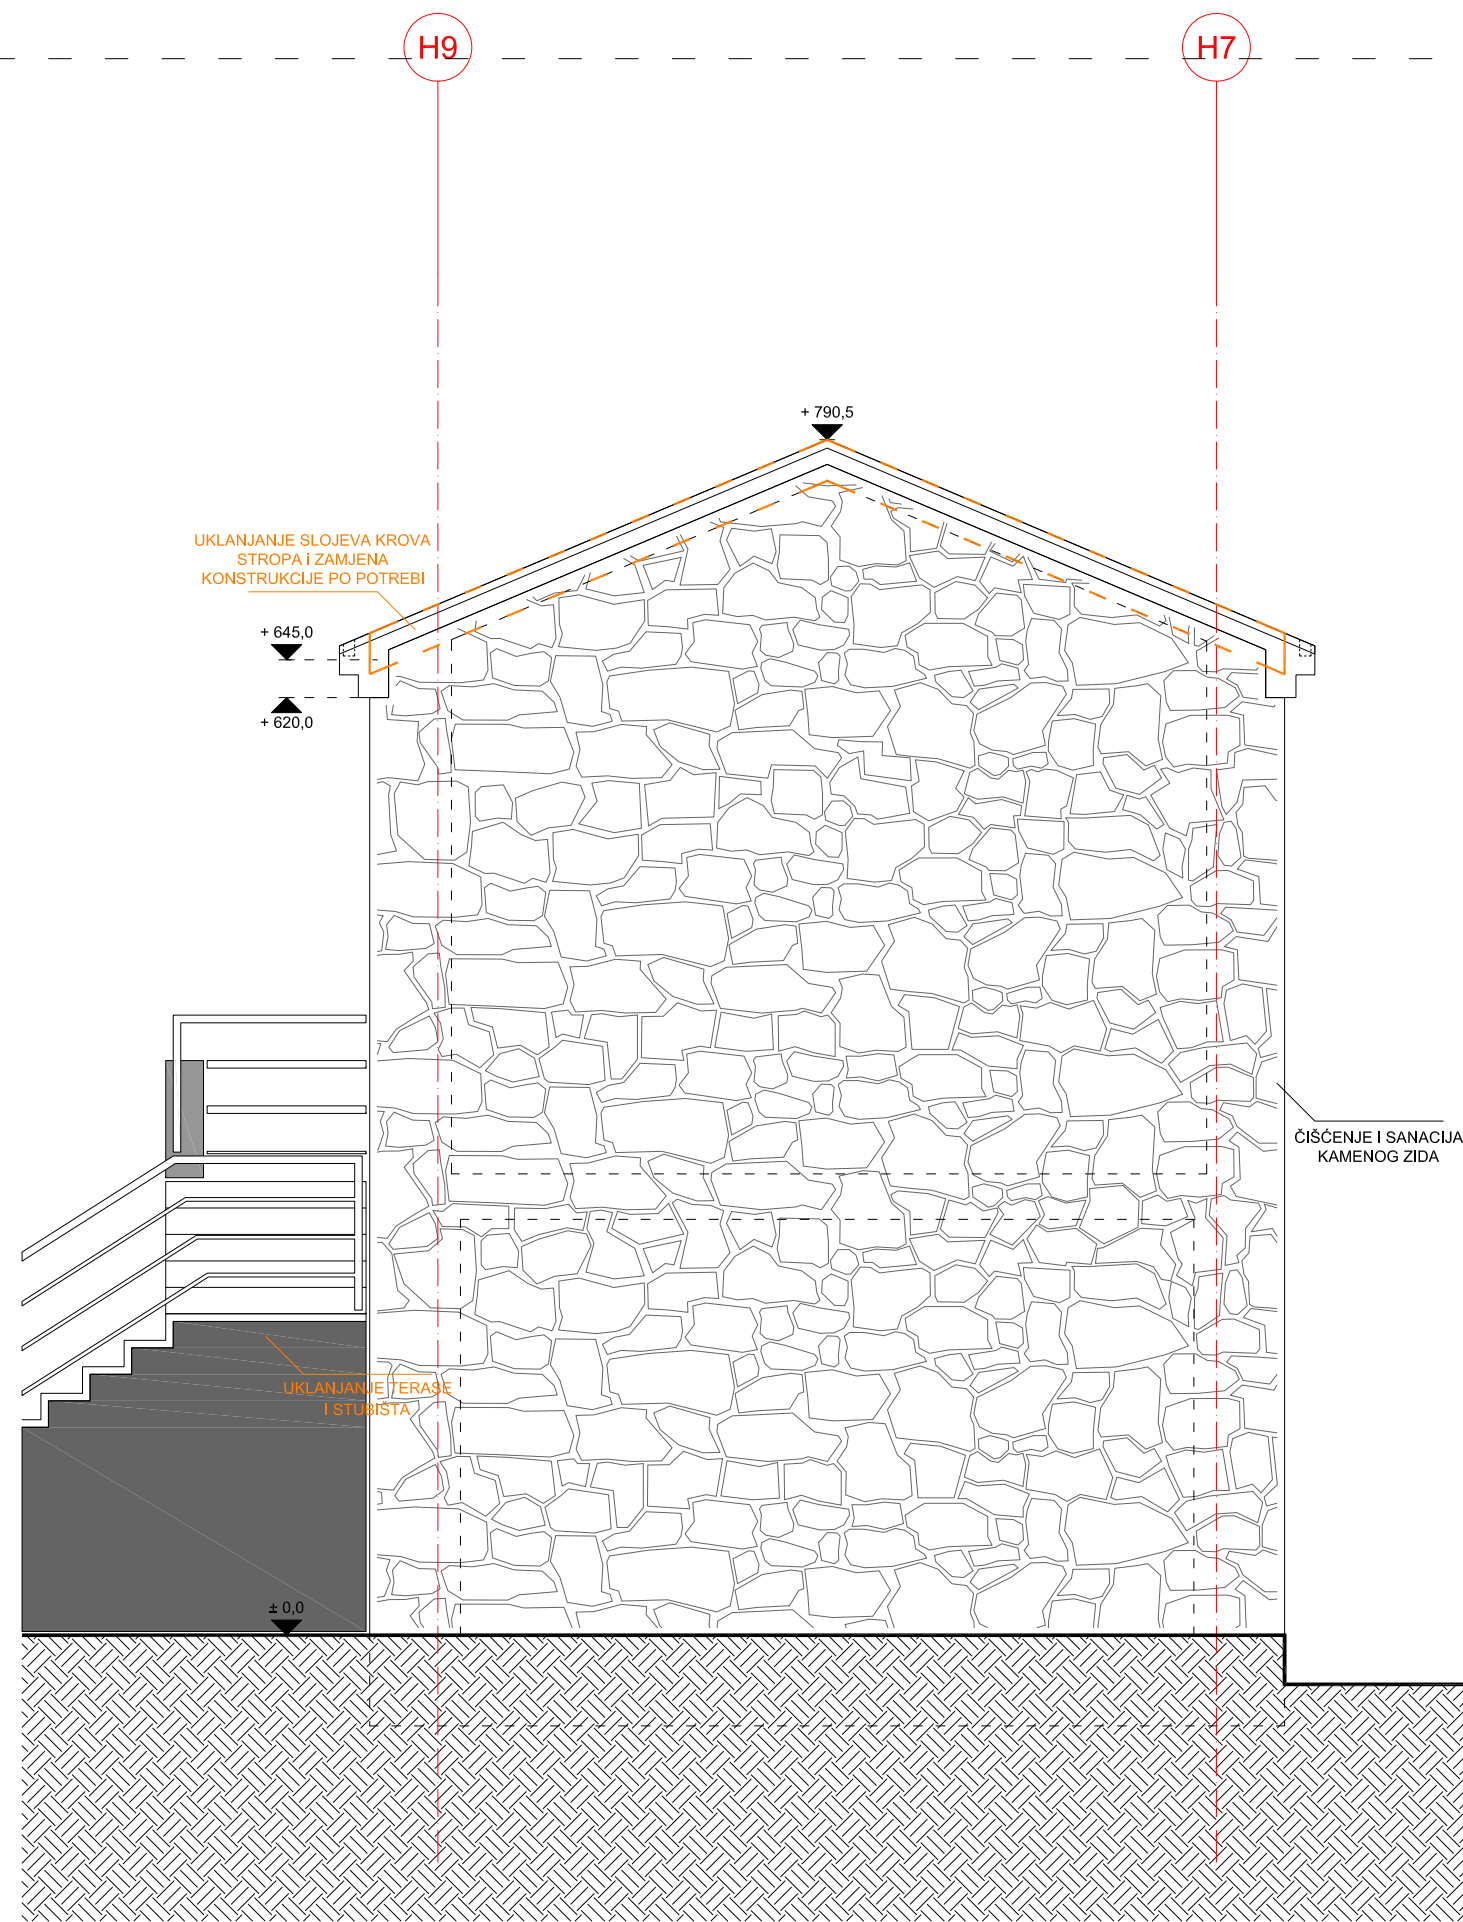 H9
H7
+ 790,5
UKLANJANJE SLOJEVA KROVA
STROPA I ZAMJENA
KONSTRUKCIJE PO POTREBI
+ 645,0
+ 620,0
ČIŠĆENJE I SANACIJA
KAMENOG ZIDA
UKLANJANJE TERASE
I STUBIŠTA
± 0,0